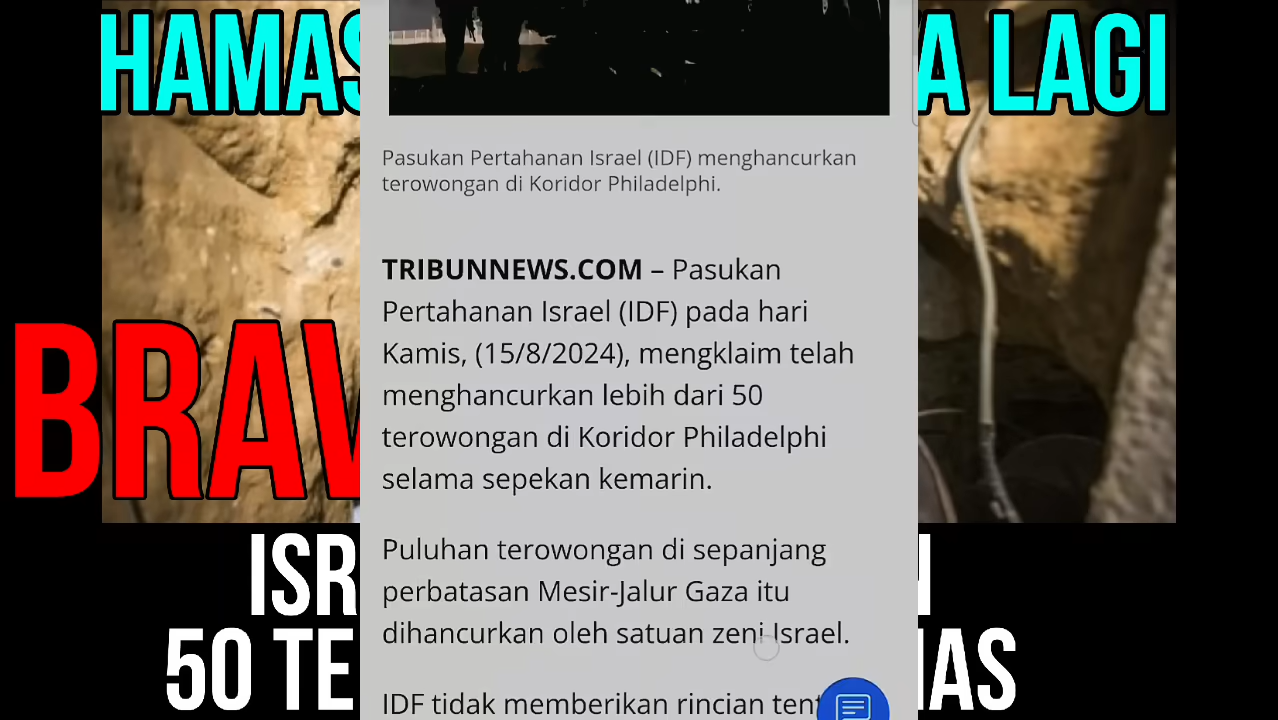 HAMAS
A LAGI
Pasukan Pertahanan Israel (IDF) menghancurkan
terowongan di Koridor Philadelphi.
TRIBUNNEWS.COM – Pasukan
Pertahanan Israel (IDF) pada hari
Kamis, (15/8/2024), mengklaim telah
menghancurkan lebih dari 50
terowongan di Koridor Philadelphi
selama sepekan kemarin.
BRAV
Puluhan terowongan di sepanjang
perbatasan Mesir-Jalur Gaza itu
dihancurkan oleh satuan zeni Israel.
ISR
50 TE
IDF tidak memberikan rincian tent